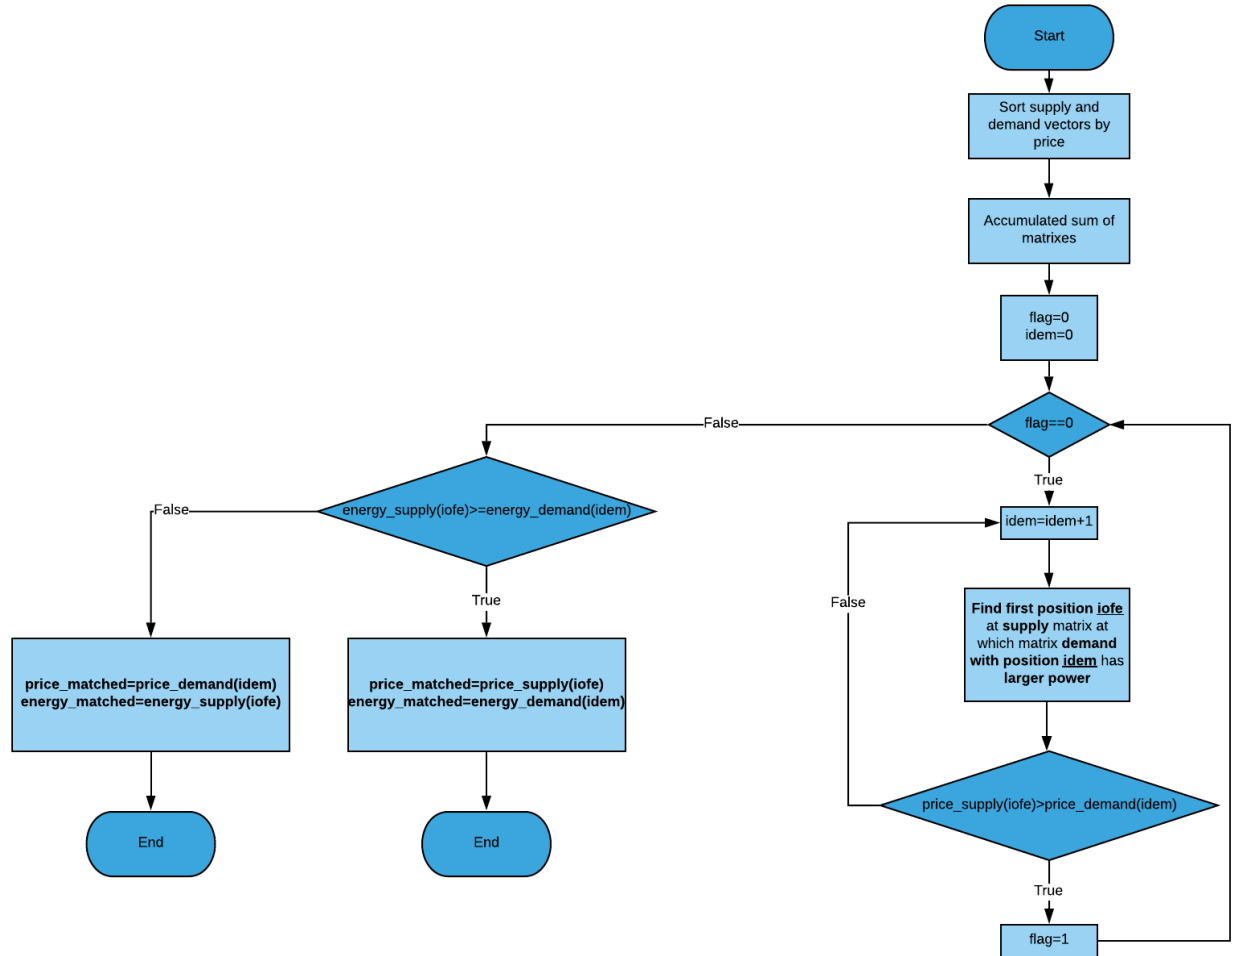 Start
Sort supply and
demand vectors by
price
Accumulated sum of
matrixes
flag=0
idem=0
flag==0
False
True
energy_supply(iofe)>=energy_demand(idem)
False
True
idem=idem+1
False
Find first position iofe
at supply matrix at
which matrix demand
with position idem has
larger power
price_matched=price_demand(idem)
energy_matched=energy_supply(iofe)
price_matched=price_supply(iofe)
energy_matched=energy_demand(idem)
price_supply(iofe)>price_demand(idem)
End
End
True
flag=1